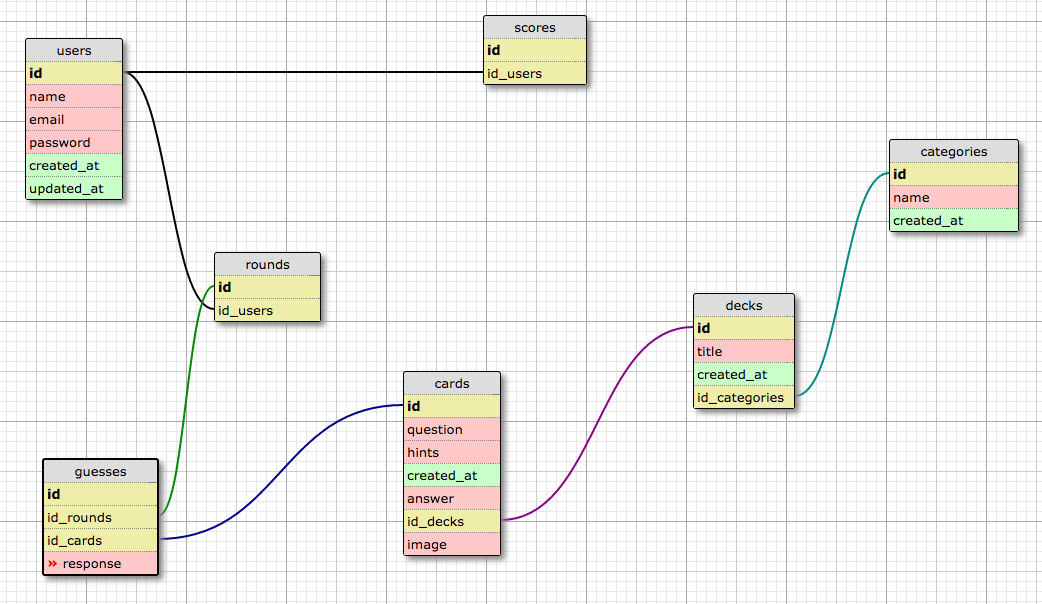 users
id
name
email
password
created_at
updated_at
scores
id
id_users
categories
id
name
created_at
rounds
id
id_users
decks
id
title
created_at
id_categories
cards
id
question
hints
created_at
answer
id_decks
image
guesses
id
id_rounds
id_cards
» response